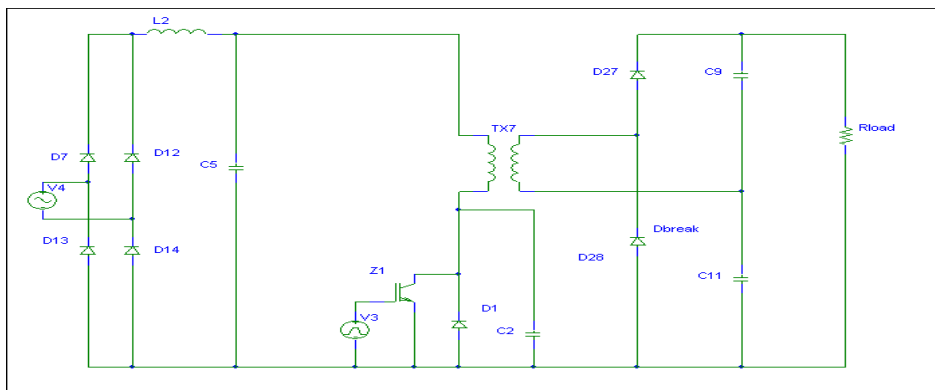 L2
D27
C9
TX7
Rload
D7
D12
C5
V4
D13
D14
Dbreak
D28
C11
Z1
V3
D1
C2